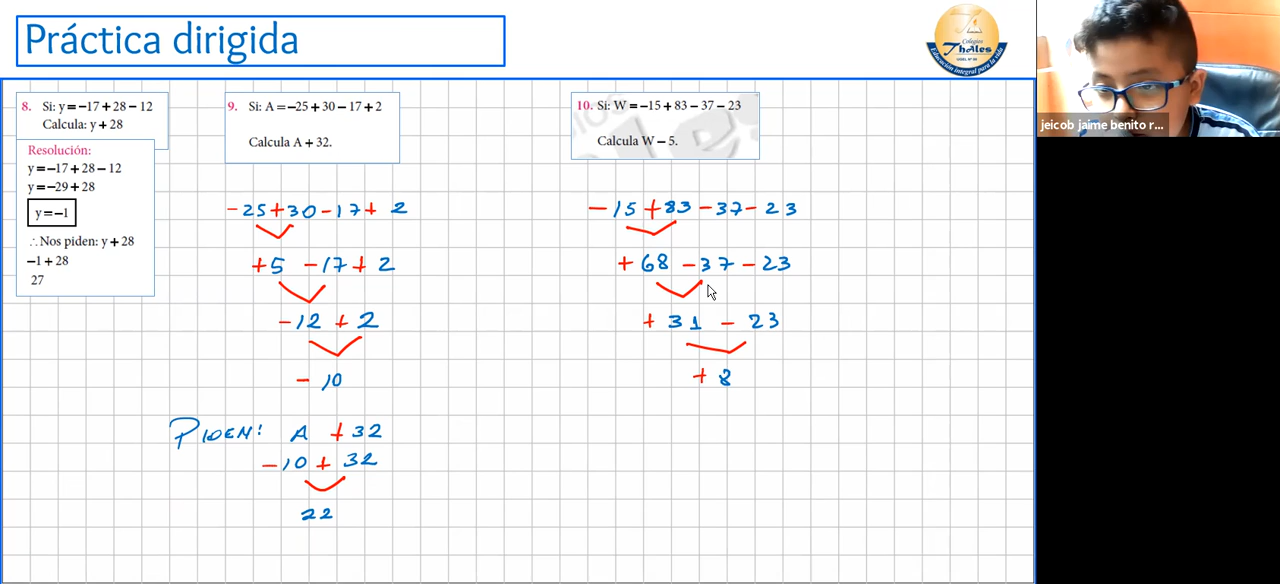 Práctica dirigida
Colegios
Thales
Educación integral para la vida
jeicob jaime benito r...
8. Si: y = −17 + 28 − 12
Calcula: y + 28
Resolución:
y = −17 + 28 − 12
y = −29 + 28
y = −1
∴ Nos piden: y + 28
−1 + 28
27
9. Si: A = −25 + 30 − 17 + 2
Calcula A + 32.
−25 + 30 − 17 + 2
+5 − 17 + 2
−12 + 2
− 10
PIDEN: A + 32
−10 + 32
22
10. Si: W = −15 + 83 − 37 − 23
Calcula W − 5.
−15 + 83 − 37 − 23
+ 68 − 37 − 23
+ 31 − 23
+ 8